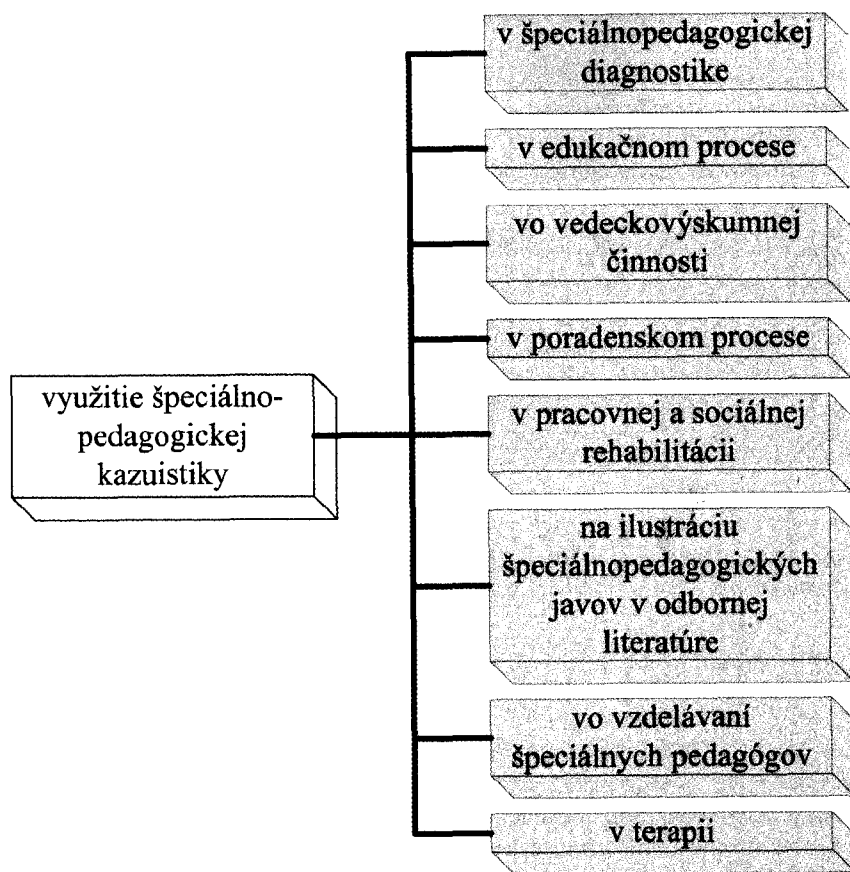 v špeciálnopedagogickej
diagnostike
v edukačnom procese
vo vedeckovýskumnej
činnosti
v poradenskom procese
využitie špeciálno-
pedagogickej
kazuistiky
v pracovnej a sociálnej
rehabilitácii
na ilustráciu
špeciálnopedagogických
javov v odbornej
literatúre
vo vzdelávaní
špeciálnych pedagógov
v terapii